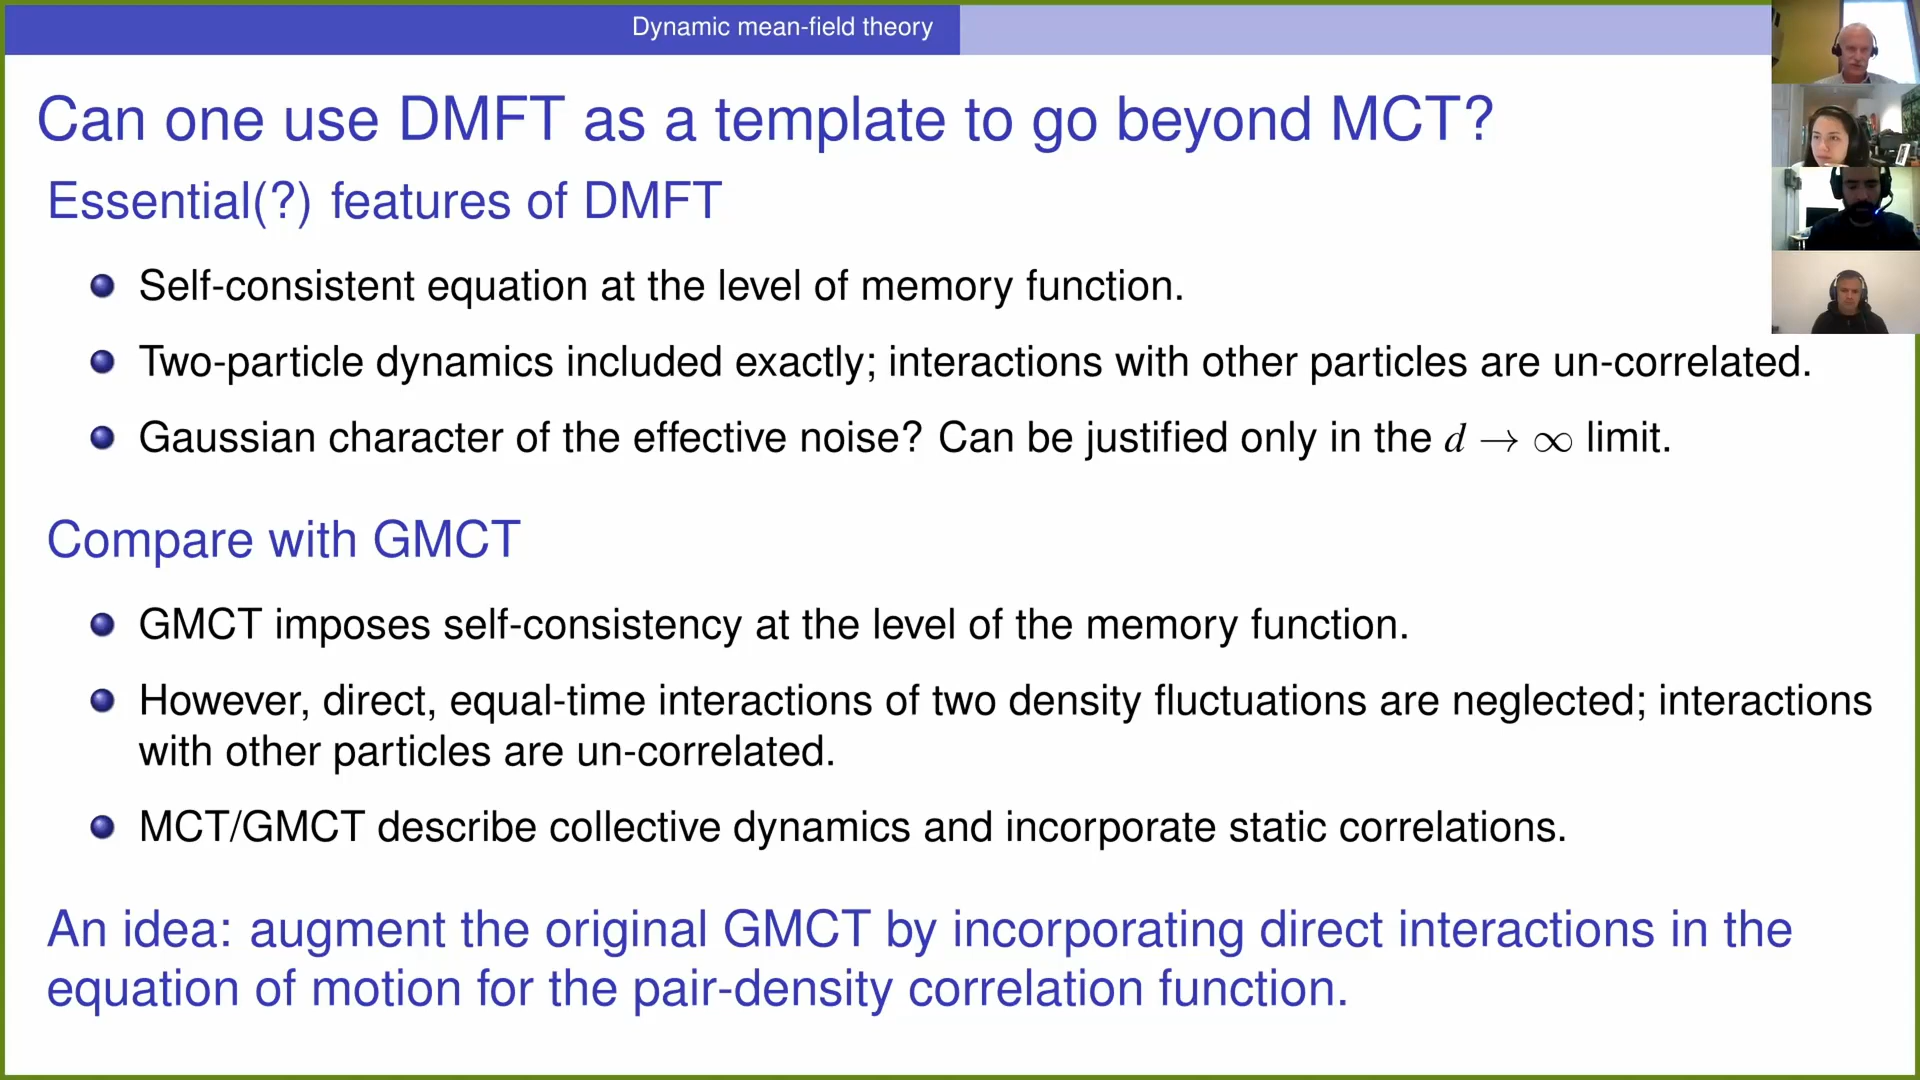 Dynamic mean-field theory
Can one use DMFT as a template to go beyond MCT?
Essential(?) features of DMFT
Self-consistent equation at the level of memory function.
Two-particle dynamics included exactly; interactions with other particles are un-correlated.
Gaussian character of the effective noise? Can be justified only in the d → ∞ limit.
Compare with GMCT
GMCT imposes self-consistency at the level of the memory function.
However, direct, equal-time interactions of two density fluctuations are neglected; interactions
with other particles are un-correlated.
MCT/GMCT describe collective dynamics and incorporate static correlations.
An idea: augment the original GMCT by incorporating direct interactions in the
equation of motion for the pair-density correlation function.